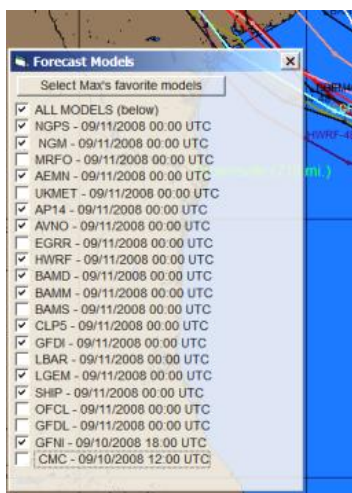 Forecast Models
Select Max's favorite models
ALL MODELS (below)
NGPS - 09/11/2008 00:00 UTC
NGM - 09/11/2008 00:00 UTC
MRFO - 09/11/2008 00:00 UTC
AEMN - 09/11/2008 00:00 UTC
UKMET - 09/11/2008 00:00 UTC
AP14 - 09/11/2008 00:00 UTC
AVNO - 09/11/2008 00:00 UTC
EGRR - 09/11/2008 00:00 UTC
HWRF - 09/11/2008 00:00 UTC
BAMD - 09/11/2008 00:00 UTC
BAMM - 09/11/2008 00:00 UTC
BAMS - 09/11/2008 00:00 UTC
CLP5 - 09/11/2008 00:00 UTC
GFDI - 09/11/2008 00:00 UTC
LBAR - 09/11/2008 00:00 UTC
LGEM - 09/11/2008 00:00 UTC
SHIP - 09/11/2008 00:00 UTC
OFCL - 09/11/2008 00:00 UTC
GFDL - 09/11/2008 00:00 UTC
GFNI - 09/10/2008 18:00 UTC
CMC - 09/10/2008 12:00 UTC
mi.)